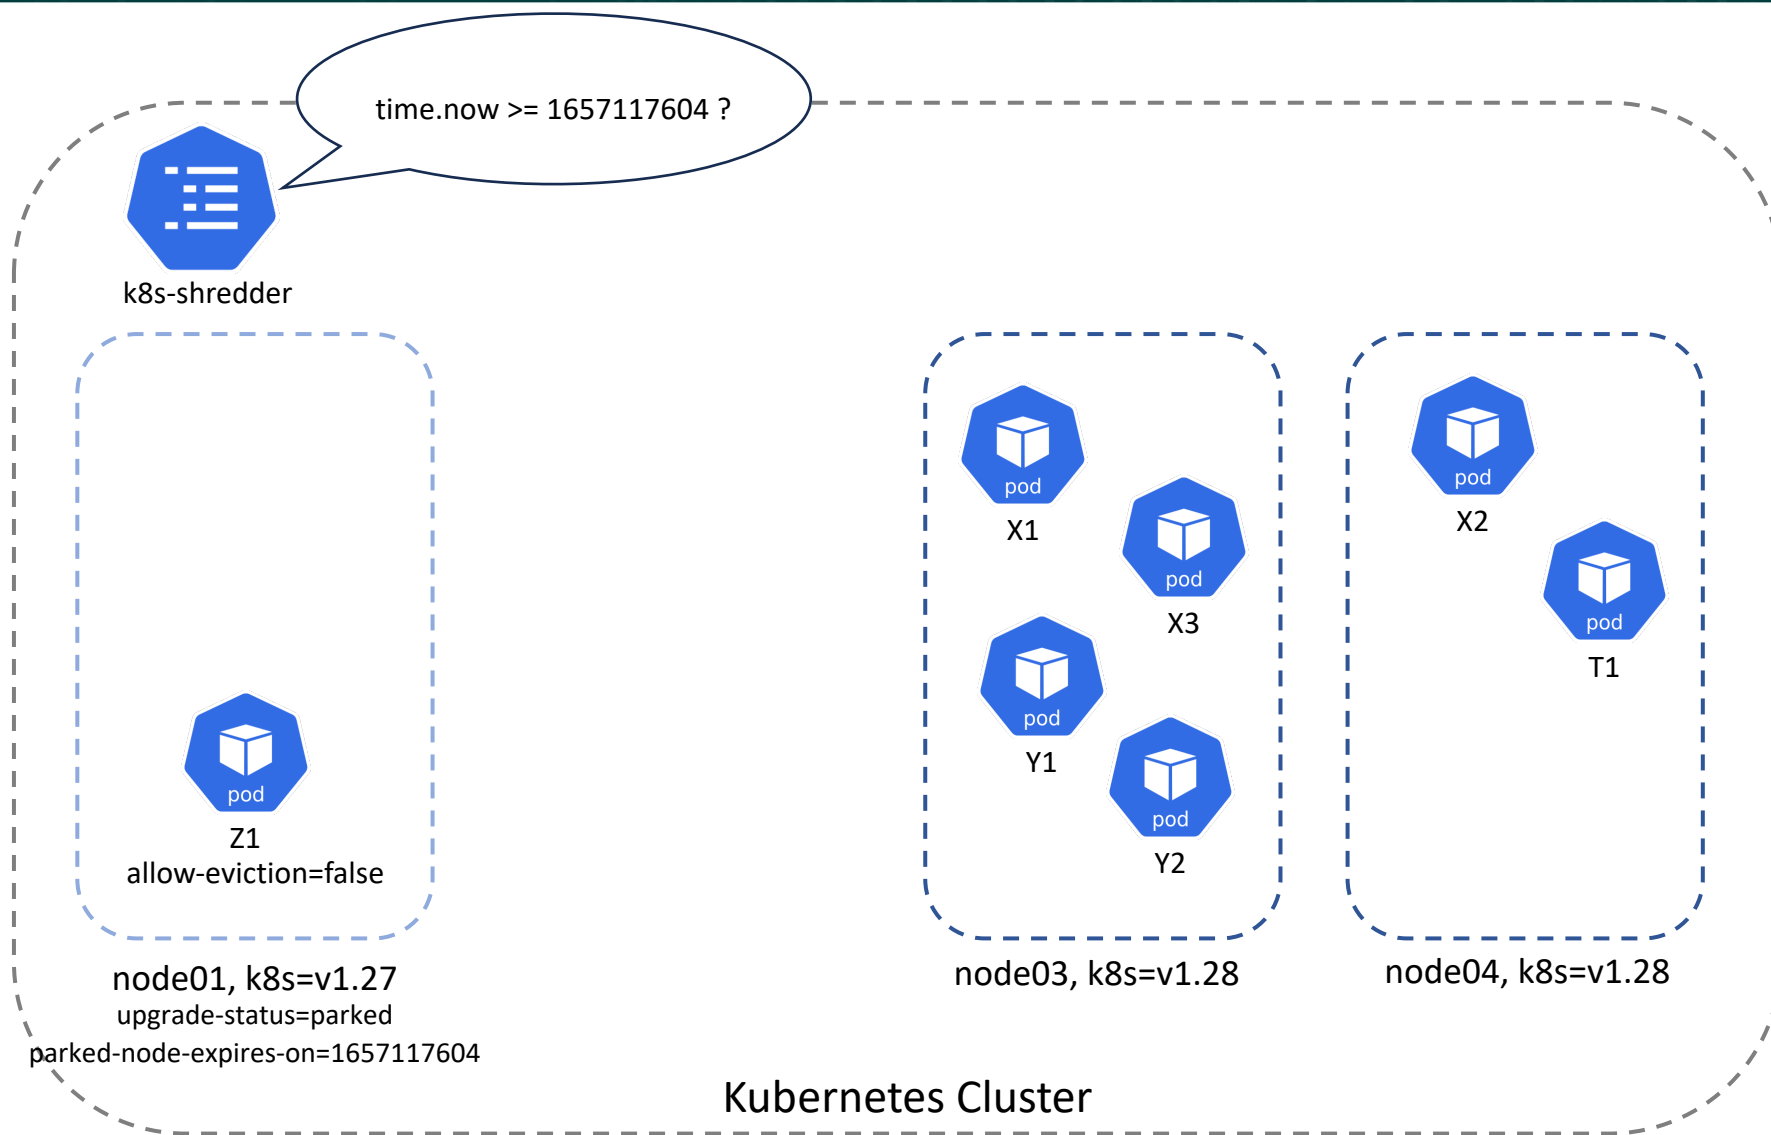 time.now >= 1657117604 ?
k8s-shredder
pod
X1
pod
X3
pod
Y1
pod
Y2
pod
X2
pod
T1
pod
Z1
allow-eviction=false
node01, k8s=v1.27
upgrade-status=parked
parked-node-expires-on=1657117604
node03, k8s=v1.28
node04, k8s=v1.28
Kubernetes Cluster